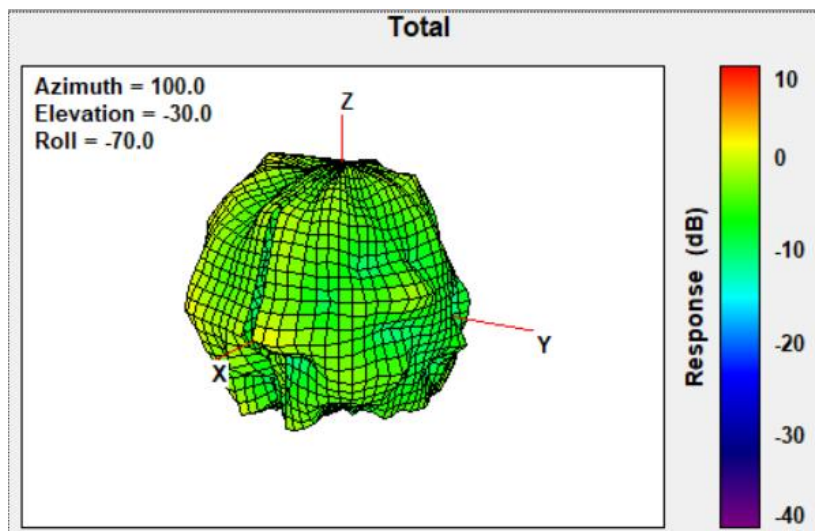 Total
Azimuth = 100.0
Elevation = -30.0
Roll = -70.0
Z
Y
X
10
0
-10
-20
-30
-40
Response (dB)